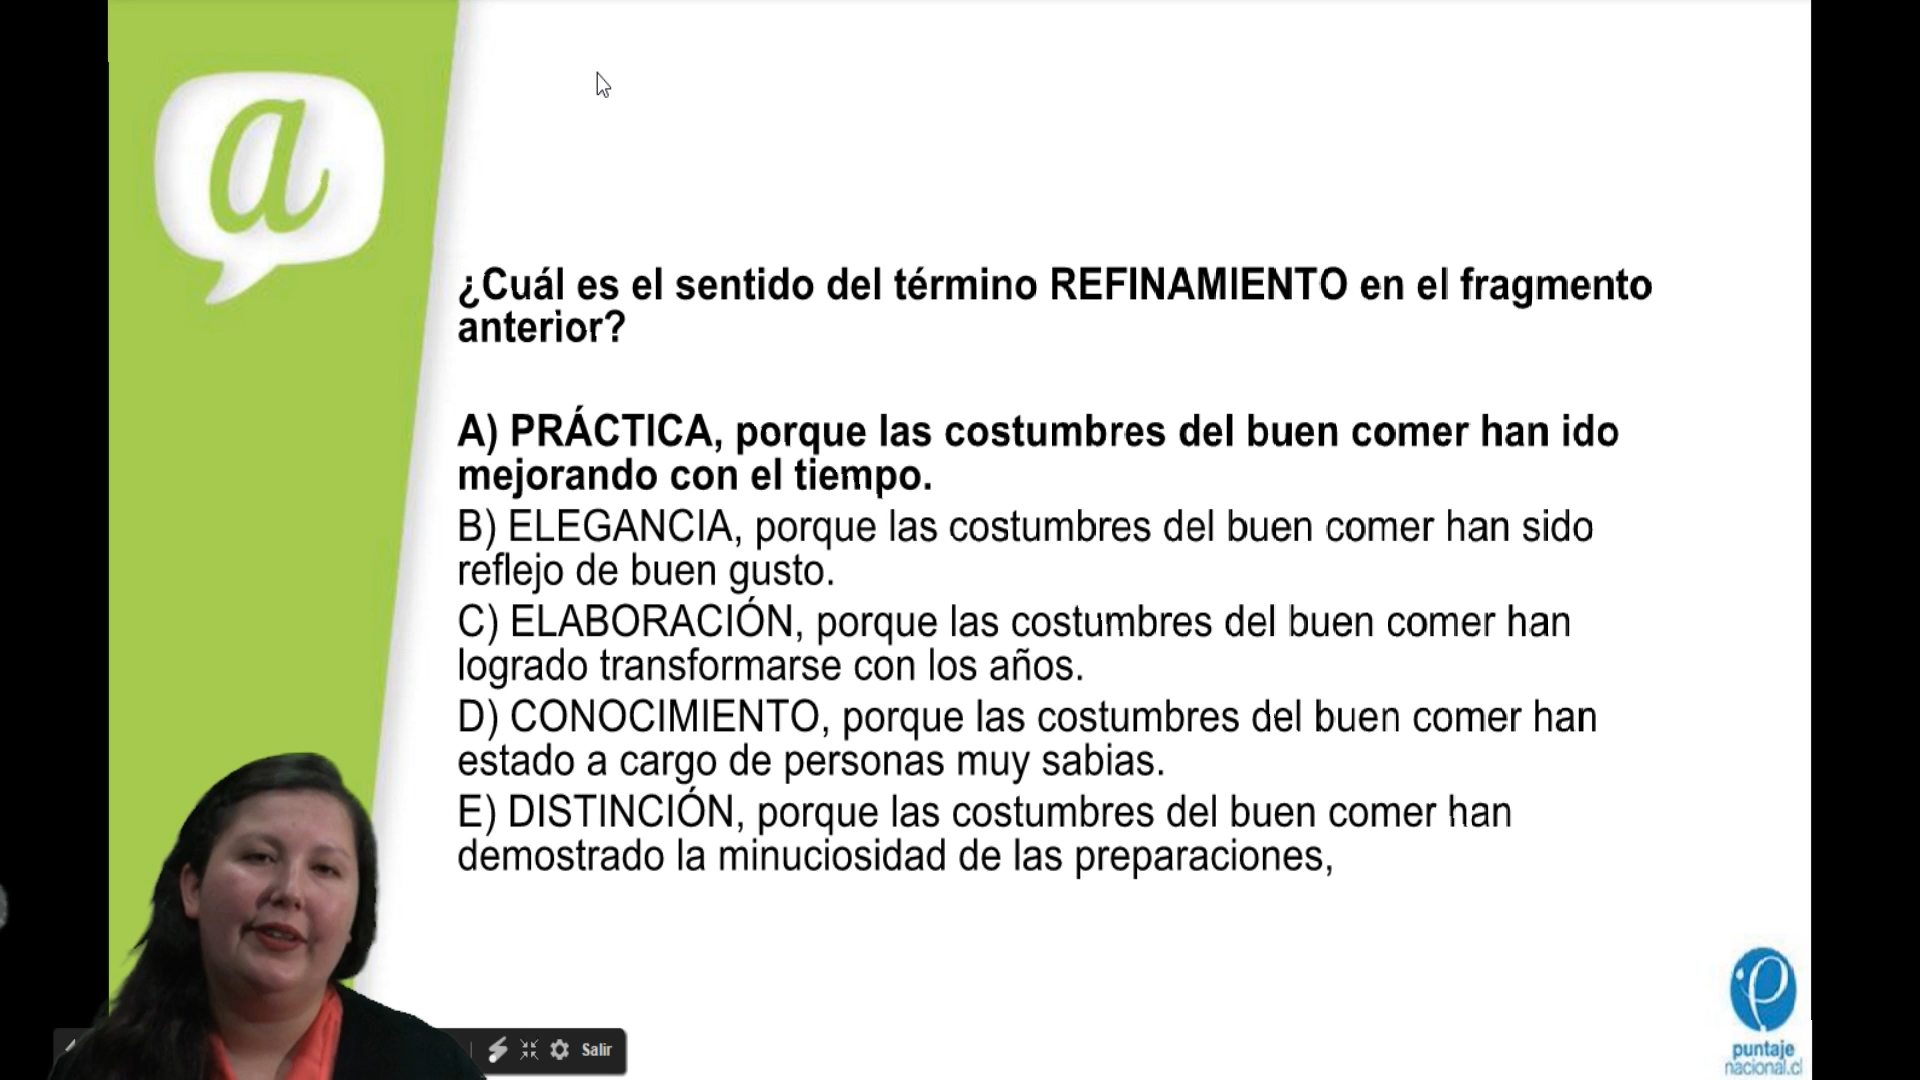 a
¿Cuál es el sentido del término REFINAMIENTO en el fragmento
anterior?
A) PRÁCTICA, porque las costumbres del buen comer han ido
mejorando con el tiempo.
B) ELEGANCIA, porque las costumbres del buen comer han sido
reflejo de buen gusto.
C) ELABORACIÓN, porque las costumbres del buen comer han
logrado transformarse con los años.
D) CONOCIMIENTO, porque las costumbres del buen comer han
estado a cargo de personas muy sabias.
E) DISTINCIÓN, porque las costumbres del buen comer han
demostrado la minuciosidad de las preparaciones,
Salir
puntaje
nacional.cl